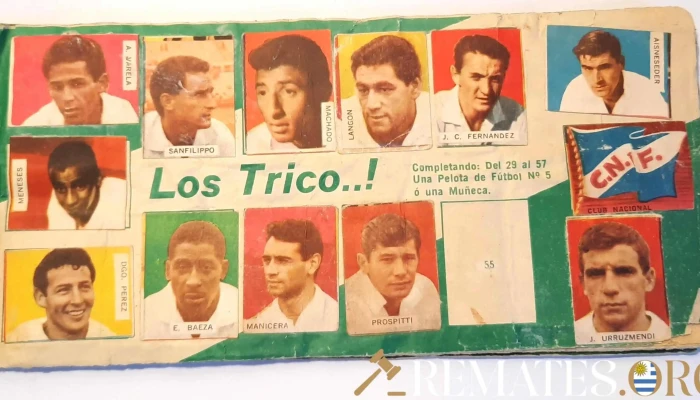 A. VARELA
SANFILIPPO
MACHADO
LANGON
J. C. FERNANDEZ
AISNESEDER
MENESES
Los Trico..!
Completando: Del 29 al 57
Una Pelota de Fútbol Nº 5
ó una Muñeca.
C.N. F.
CLUB NACIONAL
DGO. PEREZ
E. BAEZA
MANICERA
PROSPITTI
55
J. URRUZMENDI
REMATES.ORG